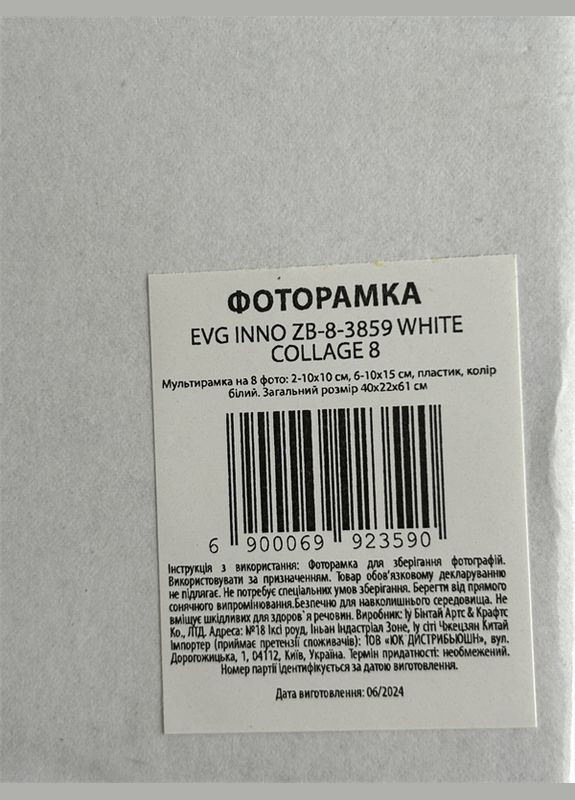 ФОТОРАМКА
EVG INNO ZB-8-3859 WHITE
COLLAGE 8
Мультирамка на 8 фото: 2-10х10 см, 6-10х15 см, пластик, колір
білий. Загальний розмір 40х22х61 см
6 900069 923590
Інструкція з використання: Фоторамка для зберігання фотографій.
Використовувати за призначенням. Товар обов'язковому декларуванню
не підлягає. Не потребує спеціальних умов зберігання. Берегти від прямого
сонячного випромінювання.Безпечно для навколишнього середовища. Не
вміщує шкідливих для здоров`я речовин. Виробник: Іу Бінтай Артс & Крафтс
Ко., ЛТД. Адреса: №18 Іксі роуд, Іньан Індастріал Зоне, Іу сіті Чжецзян Китай
Імпортер (приймає претензії споживачів): ТОВ «ЮК ДИСТРИБЬЮШН», вул.
Дорогожицька, 1, 04112, Київ, Україна. Термін придатності: необмежений.
Номер партії ідентифікується за датою виготовлення.
Дата виготовлення: 06/2024